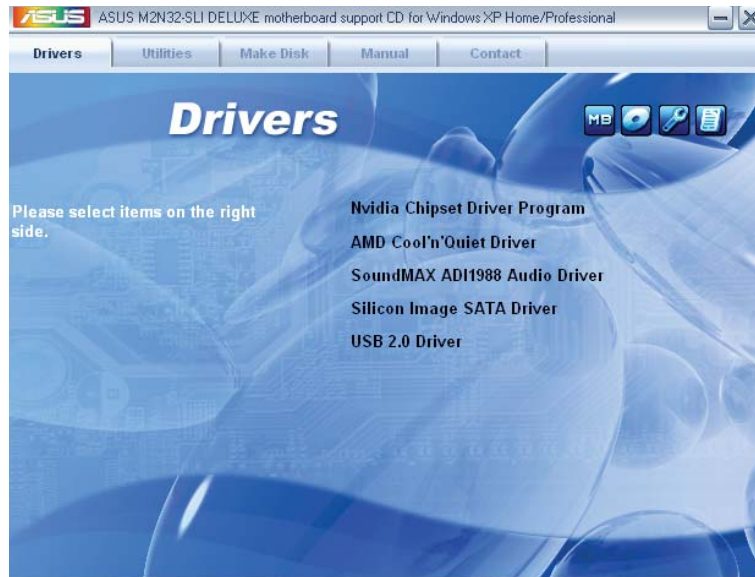 ASUS ASUS M2N32-SLI DELUXE motherboard support CD for Windows XP Home/Professional
Drivers Utilities Make Disk Manual Contact
Drivers
MB
Please select items on the right
side.
Nvidia Chipset Driver Program
AMD Cool'n'Quiet Driver
SoundMAX ADI1988 Audio Driver
Silicon Image SATA Driver
USB 2.0 Driver